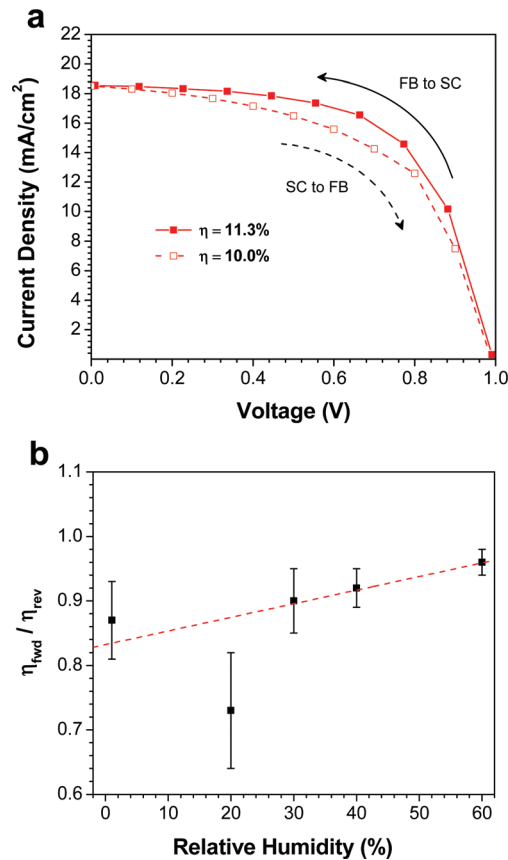 a
22
20
18
16
14
12
10
8
6
4
2
0.0 0.2 0.4 0.6 0.8 1.0
Current Density (mA/cm²)
Voltage (V)
FB to SC
SC to FB
η = 11.3%
η = 10.0%
b
1.1
1.0
0.9
0.8
0.7
0.6
0 10 20 30 40 50 60
η_fwd / η_rev
Relative Humidity (%)